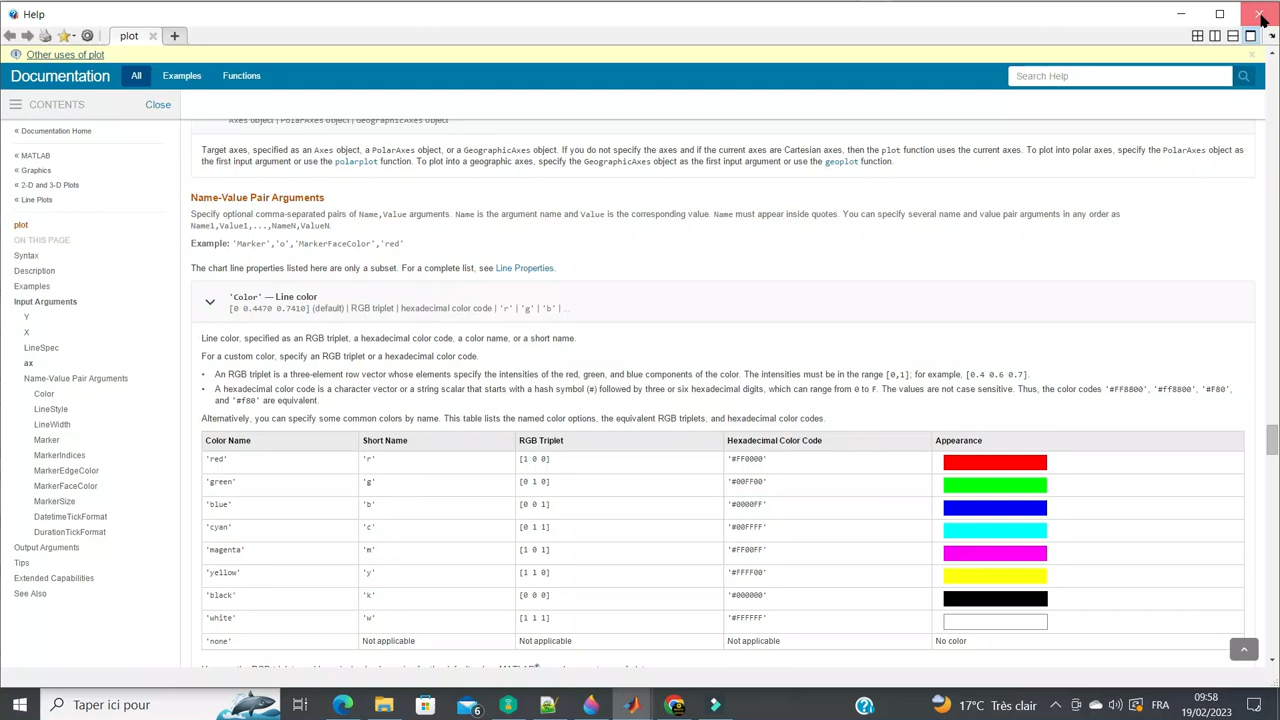 Help
plot
Other uses of plot
Documentation All Examples Functions
Search Help
CONTENTS Close
« Documentation Home
« MATLAB
« Graphics
« 2-D and 3-D Plots
« Line Plots
plot
ON THIS PAGE
Syntax
Description
Examples
Input Arguments
Y
X
LineSpec
ax
Name-Value Pair Arguments
Color
LineStyle
LineWidth
Marker
MarkerIndices
MarkerEdgeColor
MarkerFaceColor
MarkerSize
DatetimeTickFormat
DurationTickFormat
Output Arguments
Tips
Extended Capabilities
See Also
Axes object | PolarAxes object | GeographicAxes object
Target axes, specified as an Axes object, a PolarAxes object, or a GeographicAxes object. If you do not specify the axes and if the current axes are Cartesian axes, then the plot function uses the current axes. To plot into polar axes, specify the PolarAxes object as
the first input argument or use the polarplot function. To plot into a geographic axes, specify the GeographicAxes object as the first input argument or use the geoplot function.
Name-Value Pair Arguments
Specify optional comma-separated pairs of Name,Value arguments. Name is the argument name and Value is the corresponding value. Name must appear inside quotes. You can specify several name and value pair arguments in any order as
Name1,Value1,...,NameN,ValueN.
Example: 'Marker','o','MarkerFaceColor','red'
The chart line properties listed here are only a subset. For a complete list, see Line Properties.
'Color' — Line color
[0 0.4470 0.7410] (default) | RGB triplet | hexadecimal color code | 'r' | 'g' | 'b' | ...
Line color, specified as an RGB triplet, a hexadecimal color code, a color name, or a short name.
For a custom color, specify an RGB triplet or a hexadecimal color code.
• An RGB triplet is a three-element row vector whose elements specify the intensities of the red, green, and blue components of the color. The intensities must be in the range [0,1]; for example, [0.4 0.6 0.7].
• A hexadecimal color code is a character vector or a string scalar that starts with a hash symbol (#) followed by three or six hexadecimal digits, which can range from 0 to F. The values are not case sensitive. Thus, the color codes '#FF8800', '#ff8800', '#F80',
and '#f80' are equivalent.
Alternatively, you can specify some common colors by name. This table lists the named color options, the equivalent RGB triplets, and hexadecimal color codes.
Color Name Short Name RGB Triplet Hexadecimal Color Code Appearance
'red' 'r' [1 0 0] '#FF0000'
'green' 'g' [0 1 0] '#00FF00'
'blue' 'b' [0 0 1] '#0000FF'
'cyan' 'c' [0 1 1] '#00FFFF'
'magenta' 'm' [1 0 1] '#FF00FF'
'yellow' 'y' [1 1 0] '#FFFF00'
'black' 'k' [0 0 0] '#000000'
'white' 'w' [1 1 1] '#FFFFFF'
'none' Not applicable Not applicable Not applicable No color
Taper ici pour
6
17°C Très clair
FRA
09:58
19/02/2023